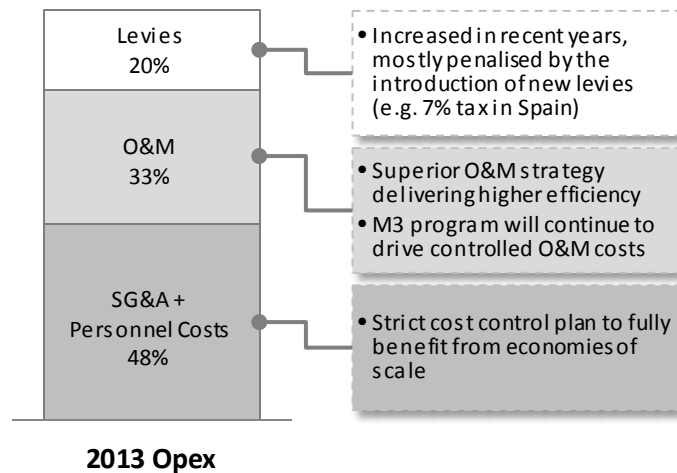 Levies
20%
• Increased in recent years,
mostly penalised by the
introduction of new levies
(e.g. 7% tax in Spain)
O&M
33%
• Superior O&M strategy
delivering higher efficiency
• M3 program will continue to
drive controlled O&M costs
SG&A +
Personnel Costs
48%
• Strict cost control plan to fully
benefit from economies of
scale
2013 Opex